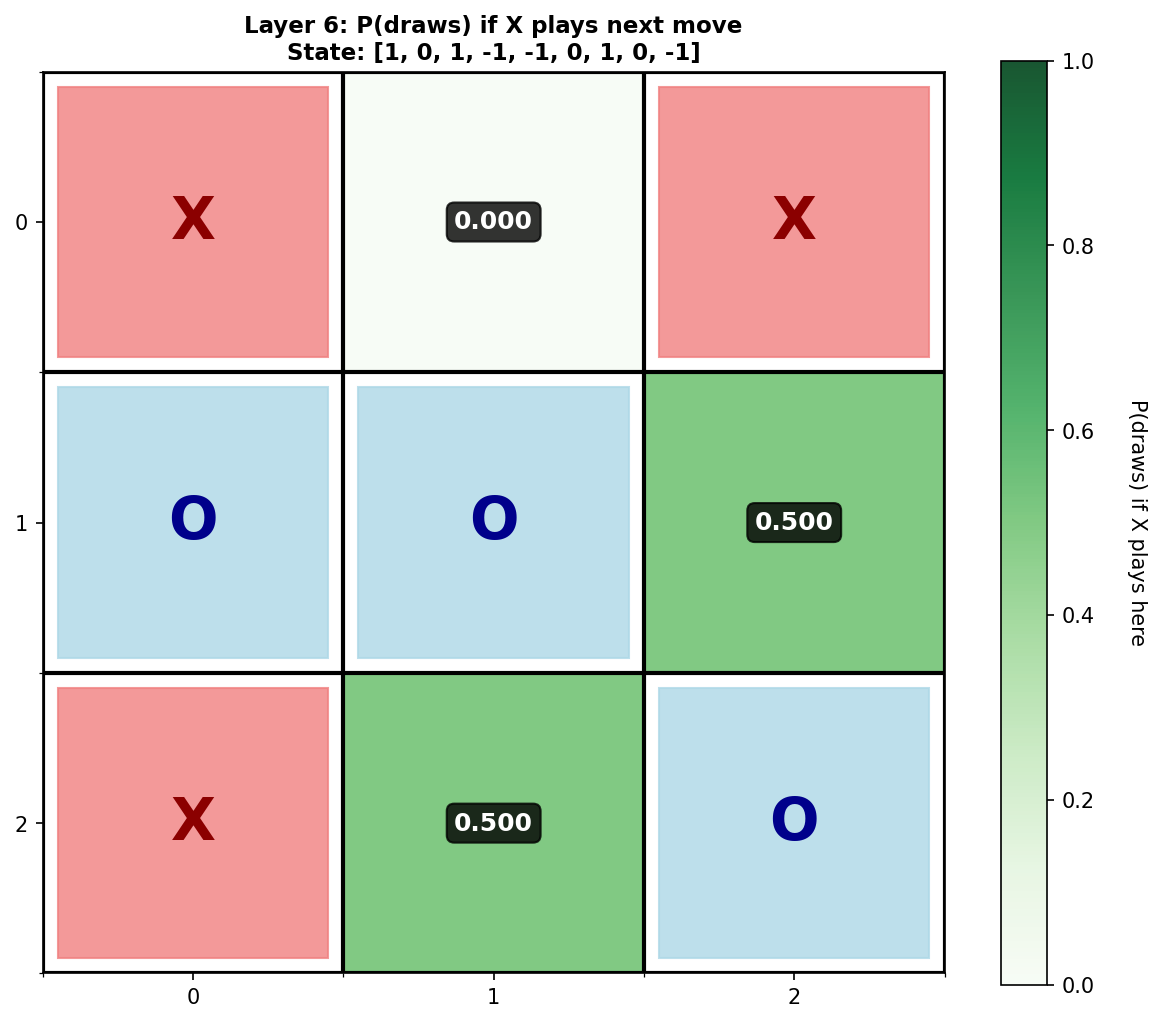 Layer 6: P(draws) if X plays next move
State: [1, 0, 1, -1, -1, 0, 1, 0, -1]
0
X
0.000
X
1
O
O
0.500
2
X
0.500
O
0
1
2
1.0
0.8
0.6
0.4
0.2
0.0
P(draws) if X plays here